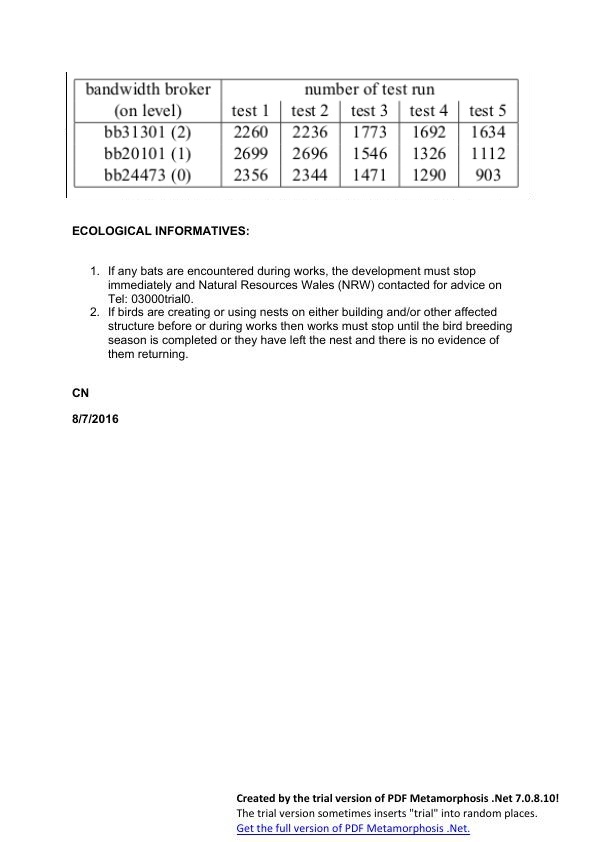 bandwidth broker number of test run
(on level) test 1 test 2 test 3 test 4 test 5
bb31301 (2) 2260 2236 1773 1692 1634
bb20101 (1) 2699 2696 1546 1326 1112
bb24473 (0) 2356 2344 1471 1290 903
ECOLOGICAL INFORMATIVES:
1. If any bats are encountered during works, the development must stop
immediately and Natural Resources Wales (NRW) contacted for advice on
Tel: 03000trial0.
2. If birds are creating or using nests on either building and/or other affected
structure before or during works then works must stop until the bird breeding
season is completed or they have left the nest and there is no evidence of
them returning.
CN
8/7/2016
Created by the trial version of PDF Metamorphosis .Net 7.0.8.10!
The trial version sometimes inserts "trial" into random places.
Get the full version of PDF Metamorphosis .Net.